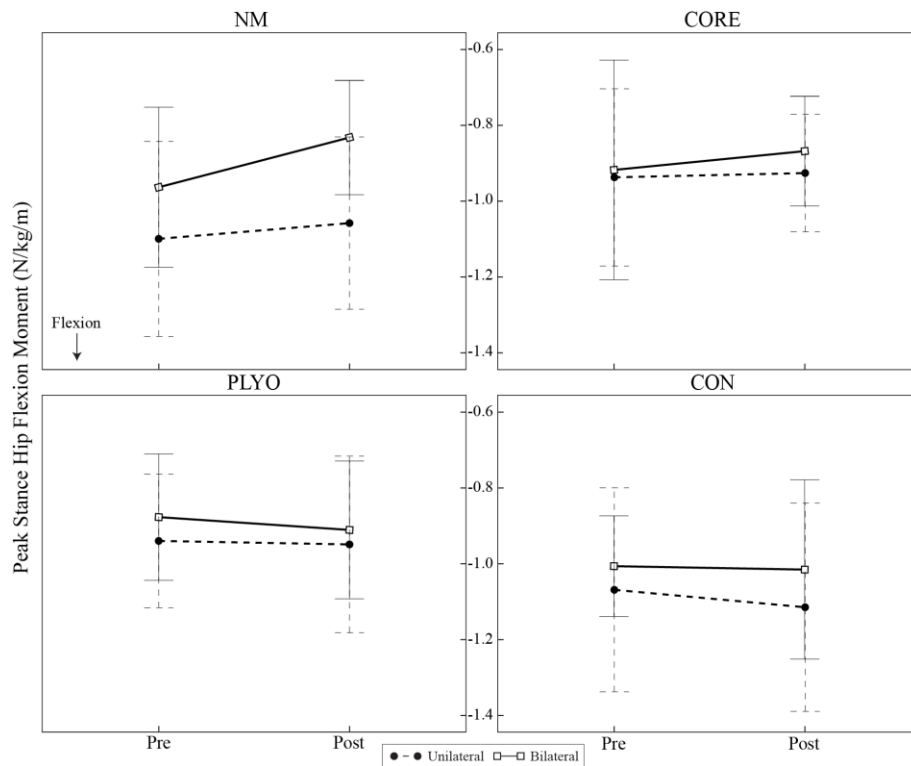 NM
CORE
Peak Stance Hip Flexion Moment (N/kg/m)
-0.6
-0.8
-1.0
-1.2
-1.4
Flexion
PLYO
CON
-0.6
-0.8
-1.0
-1.2
-1.4
Pre
Post
Pre
Post
Unilateral
Bilateral